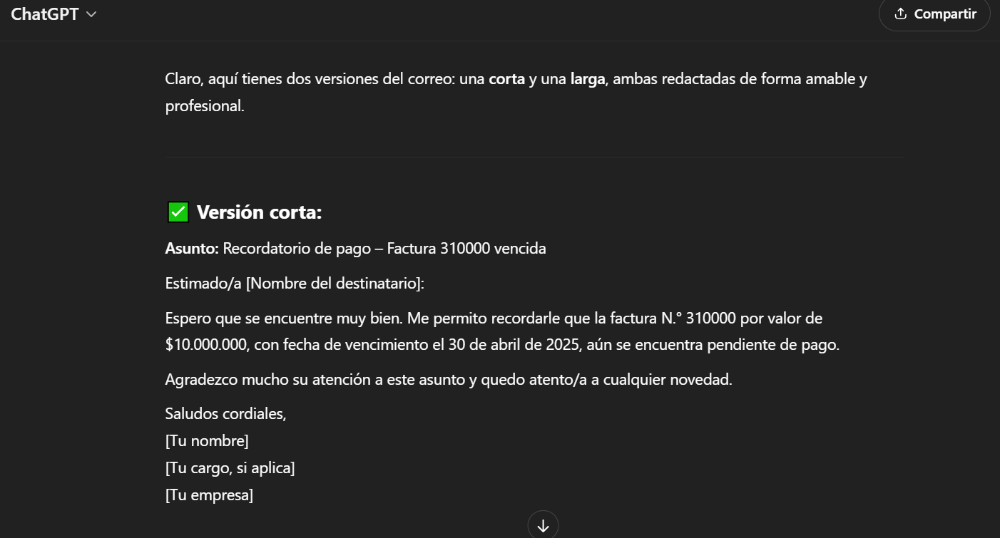 ChatGPT
Compartir
Claro, aquí tienes dos versiones del correo: una corta y una larga, ambas redactadas de forma amable y
profesional.
Versión corta:
Asunto: Recordatorio de pago – Factura 310000 vencida
Estimado/a [Nombre del destinatario]:
Espero que se encuentre muy bien. Me permito recordarle que la factura N.º 310000 por valor de
$10.000.000, con fecha de vencimiento el 30 de abril de 2025, aún se encuentra pendiente de pago.
Agradezco mucho su atención a este asunto y quedo atento/a a cualquier novedad.
Saludos cordiales,
[Tu nombre]
[Tu cargo, si aplica]
[Tu empresa]